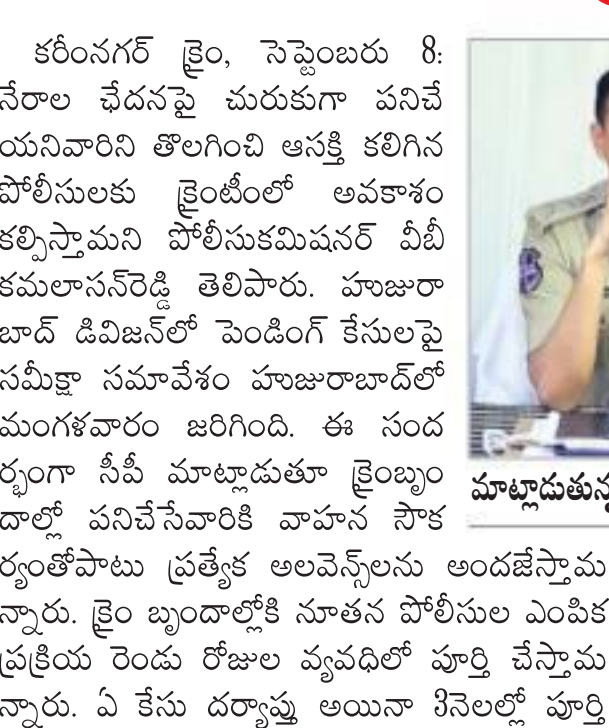 కరీంనగర్ క్రైం, సెప్టెంబరు 8:
నేరాల ఛేదనపై చురుకుగా పనిచే
యనివారిని తొలగించి ఆసక్తి కలిగిన
పోలీసులకు క్రైంటీంలో అవకాశం
కల్పిస్తామని పోలీసుకమిషనర్ వీబీ
కమలాసన్‌రెడ్డి తెలిపారు. హుజురా
బాద్ డివిజన్‌లో పెండింగ్ కేసులపై
సమీక్షా సమావేశం హుజురాబాద్‌లో
మంగళవారం జరిగింది. ఈ సంద
ర్భంగా సీపీ మాట్లాడుతూ క్రైంబృం
దాల్లో పనిచేసేవారికి వాహన సౌక
ర్యంతోపాటు ప్రత్యేక అలవెన్స్‌లను అందజేస్తామ
న్నారు. క్రైం బృందాల్లోకి నూతన పోలీసుల ఎంపిక
ప్రక్రియ రెండు రోజుల వ్యవధిలో పూర్తి చేస్తామ
న్నారు. ఏ కేసు దర్యాప్తు అయినా 3నెలల్లో పూర్తి
మాట్లాడుతున్న